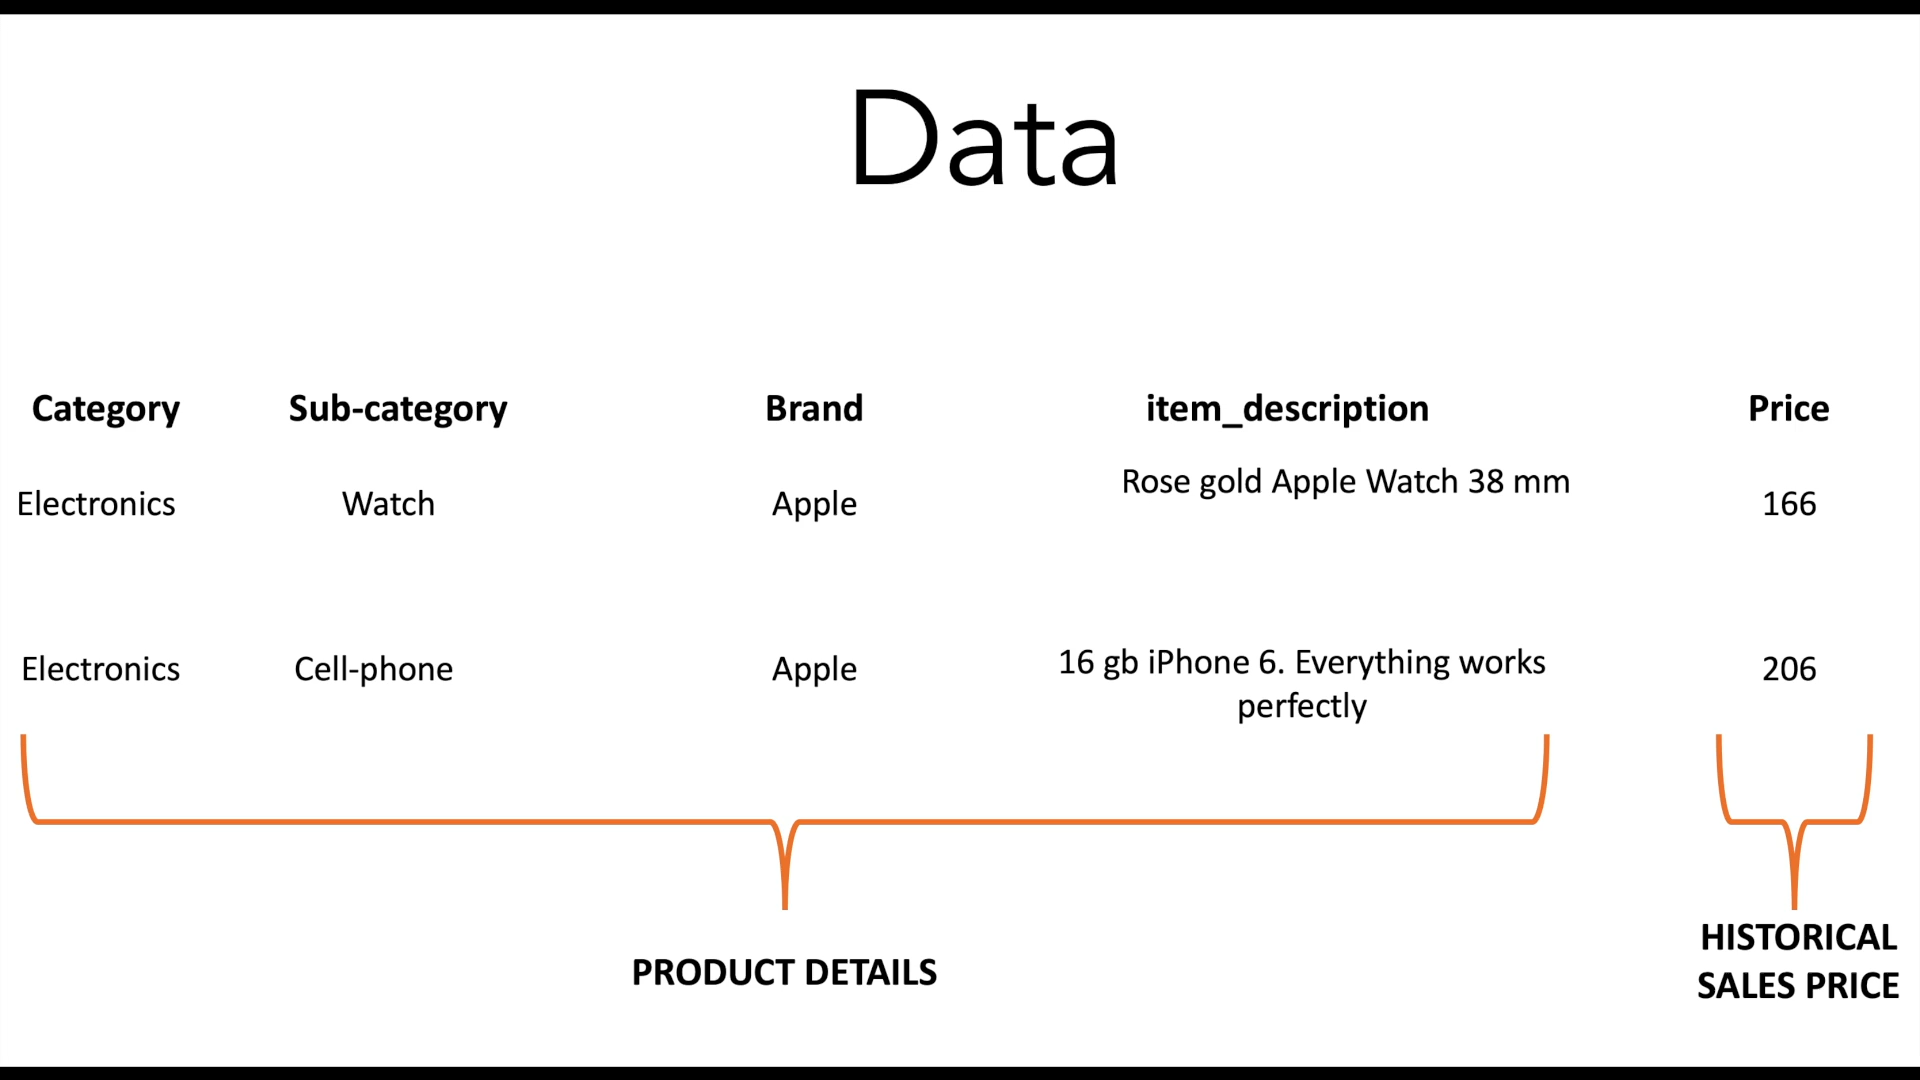 Data
Category Sub-category Brand item_description Price
Electronics Watch Apple Rose gold Apple Watch 38 mm 166
Electronics Cell-phone Apple 16 gb iPhone 6. Everything works perfectly 206
PRODUCT DETAILS
HISTORICAL
SALES PRICE